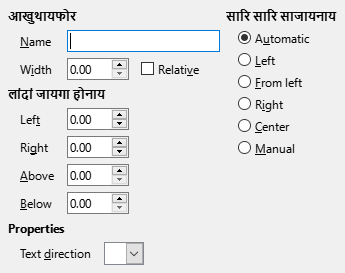 आखुथायफोर
Name
Width 0.00 Relative
लांदां जायगा होनाय
Left 0.00
Right 0.00
Above 0.00
Below 0.00
Properties
Text direction
सारि सारि साजायनाय
Automatic
Left
From left
Right
Center
Manual